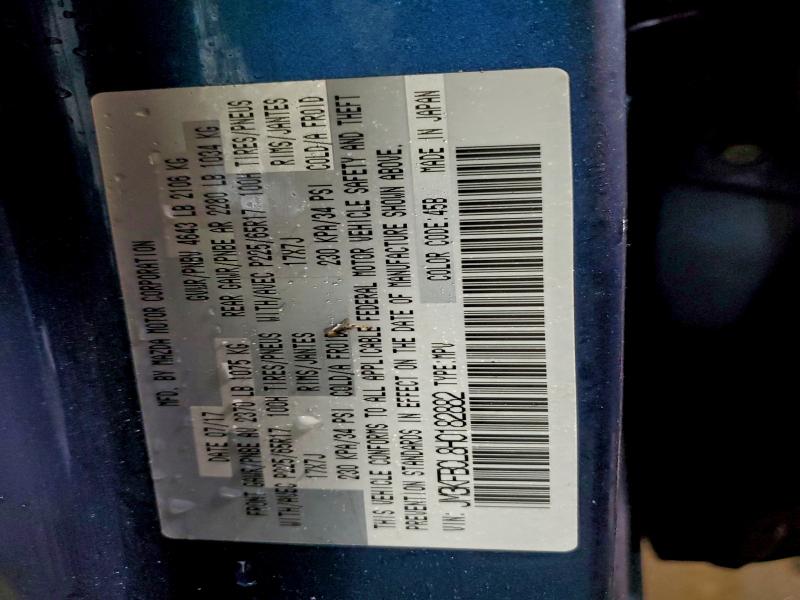 MFD. BY MAZDA MOTOR CORPORATION
DATE 07/17 GVWR/PNBV 4643 LB 2106 KG
FRONT GAWR/PNBE AV 2370 LB 1075 KG REAR GAWR/PNBE AR 2280 LB 1034 KG
WITH/AVEC P225/65R17 100H TIRES/PNEUS WITH/AVEC P225/65R17 100H TIRES/PNEUS
17X7J RIMS/JANTES 17X7J RIMS/JANTES
230 KPA/34 PSI COLD/A FROID 230 KPA/34 PSI COLD/A FROID
THIS VEHICLE CONFORMS TO ALL APPLICABLE FEDERAL MOTOR VEHICLE SAFETY AND THEFT
PREVENTION STANDARDS IN EFFECT ON THE DATE OF MANUFACTURE SHOWN ABOVE.
VIN: JM3KFBCL8H0182882 TYPE:MPV COLOR CODE:45B MADE IN JAPAN